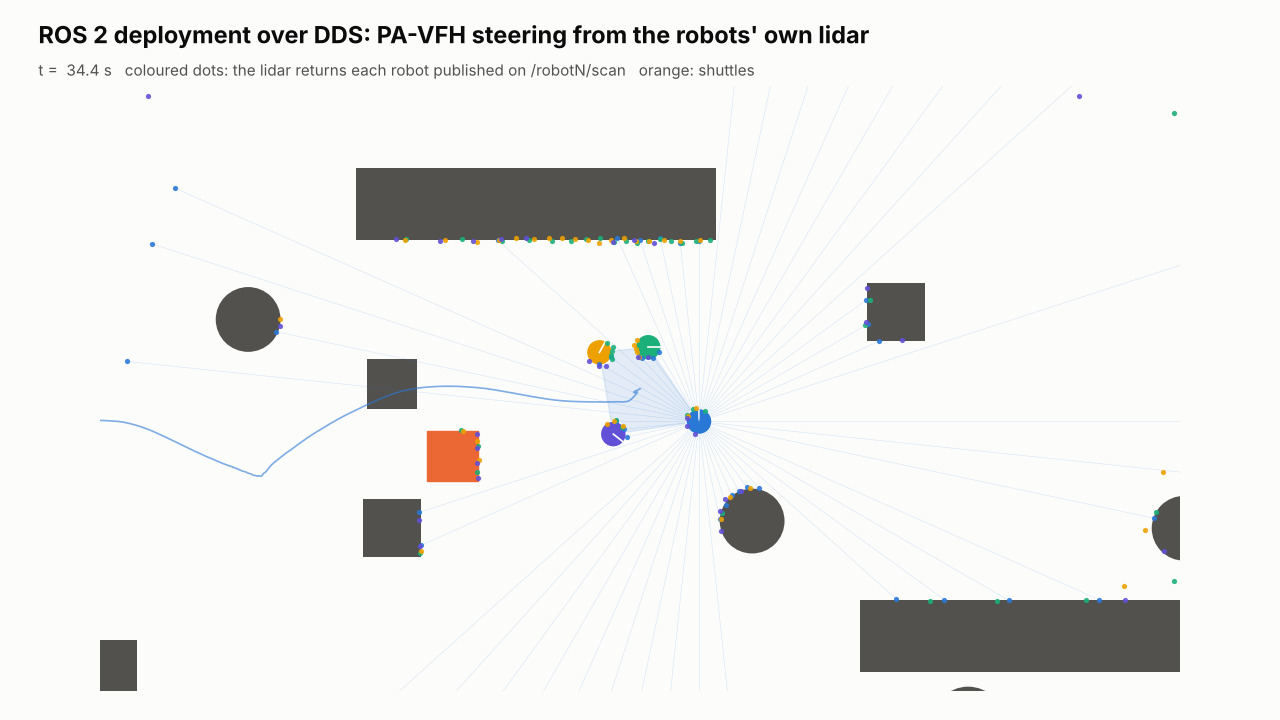 ROS 2 deployment over DDS: PA-VFH steering from the robots' own lidar
t =  34.4 s   coloured dots: the lidar returns each robot published on /robotN/scan   orange: shuttles